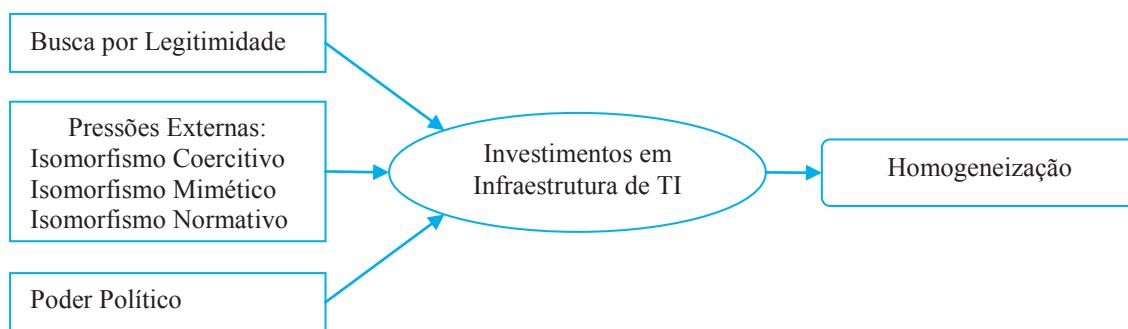 Busca por Legitimidade
Pressões Externas:
Isomorfismo Coercitivo
Isomorfismo Mimético
Isomorfismo Normativo
Poder Político
Investimentos em
Infraestrutura de TI
Homogeneização